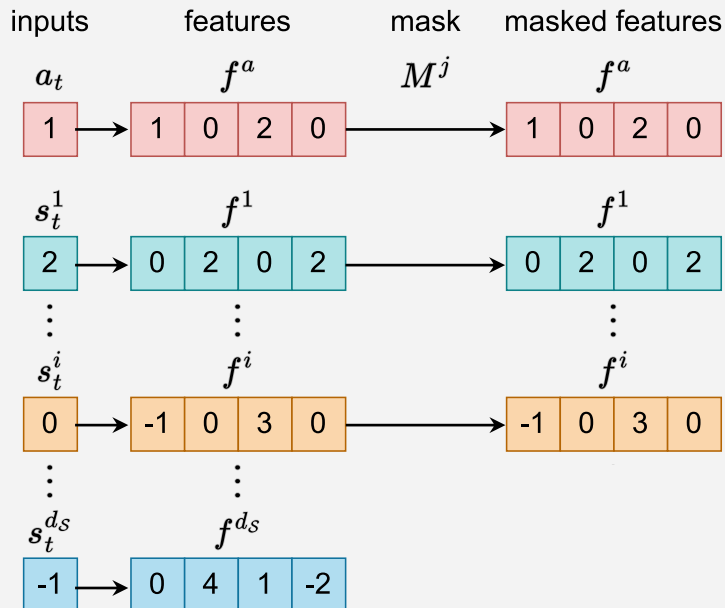 inputs features mask masked features
a_t f^a M^j f^a
1 1 0 2 0 1 0 2 0
s_t^1 f^1 f^1
2 0 2 0 2 0 2 0 2
⋮ ⋮ ⋮
s_t^i f^i f^i
0 -1 0 3 0 -1 0 3 0
⋮ ⋮
s_t^{d_𝒮} f^{d_𝒮}
-1 0 4 1 -2